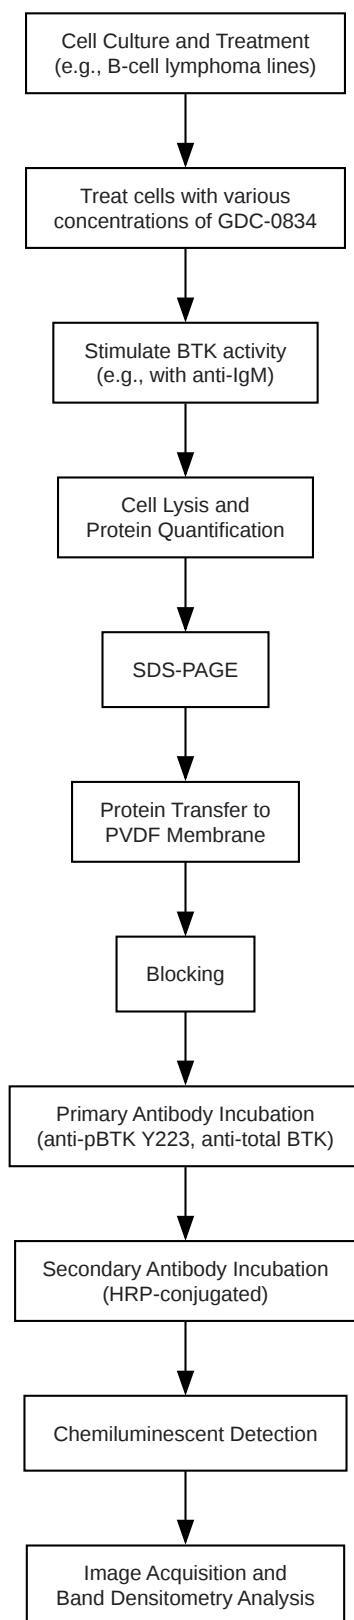 Cell Culture and Treatment
(e.g., B-cell lymphoma lines)
Treat cells with various
concentrations of GDC-0834
Stimulate BTK activity
(e.g., with anti-IgM)
Cell Lysis and
Protein Quantification
SDS-PAGE
Protein Transfer to
PVDF Membrane
Blocking
Primary Antibody Incubation
(anti-pBTK Y223, anti-total BTK)
Secondary Antibody Incubation
(HRP-conjugated)
Chemiluminescent Detection
Image Acquisition and
Band Densitometry Analysis